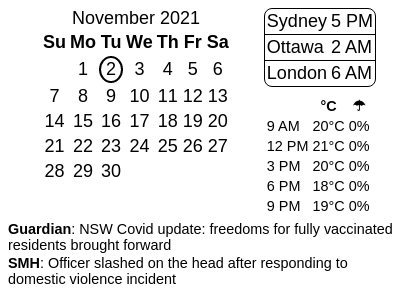 November 2021
Su Mo Tu We Th Fr Sa
1 2 3 4 5 6
7 8 9 10 11 12 13
14 15 16 17 18 19 20
21 22 23 24 25 26 27
28 29 30
Sydney 5 PM
Ottawa 2 AM
London 6 AM
°C ☂
9 AM 20°C 0%
12 PM 21°C 0%
3 PM 20°C 0%
6 PM 18°C 0%
9 PM 19°C 0%
Guardian: NSW Covid update: freedoms for fully vaccinated
residents brought forward
SMH: Officer slashed on the head after responding to
domestic violence incident